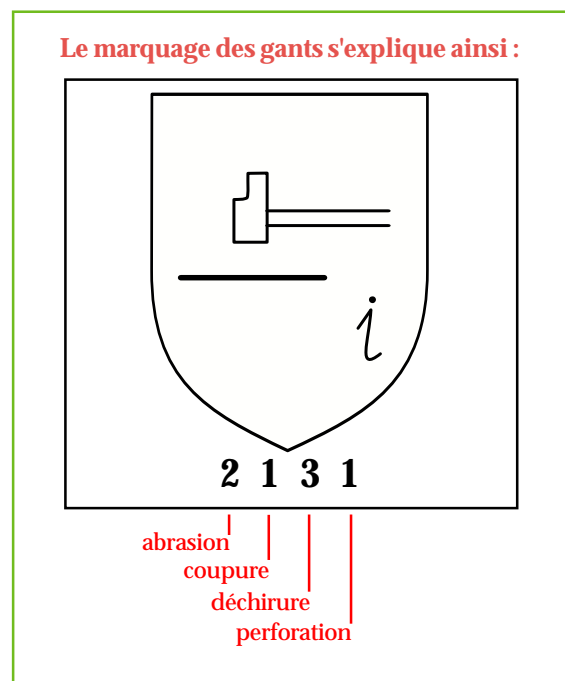 Le marquage des gants s'explique ainsi :
i
2 1 3 1
abrasion
coupure
déchirure
perforation